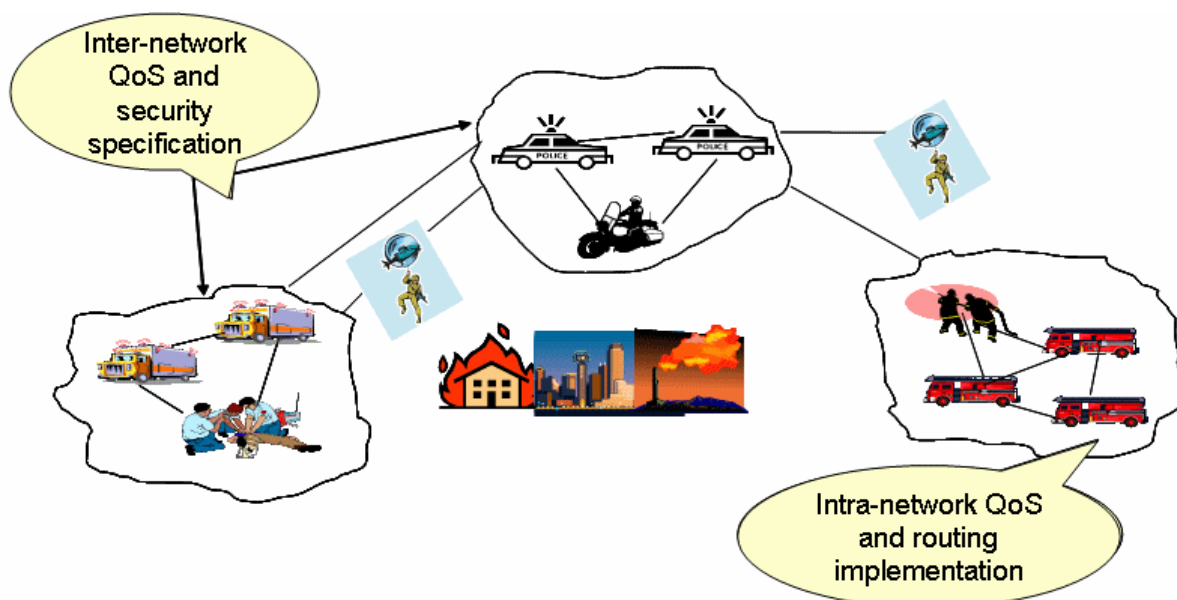 Inter-network
QoS and
security
specification
POLICE
POLICE
Intra-network QoS
and routing
implementation